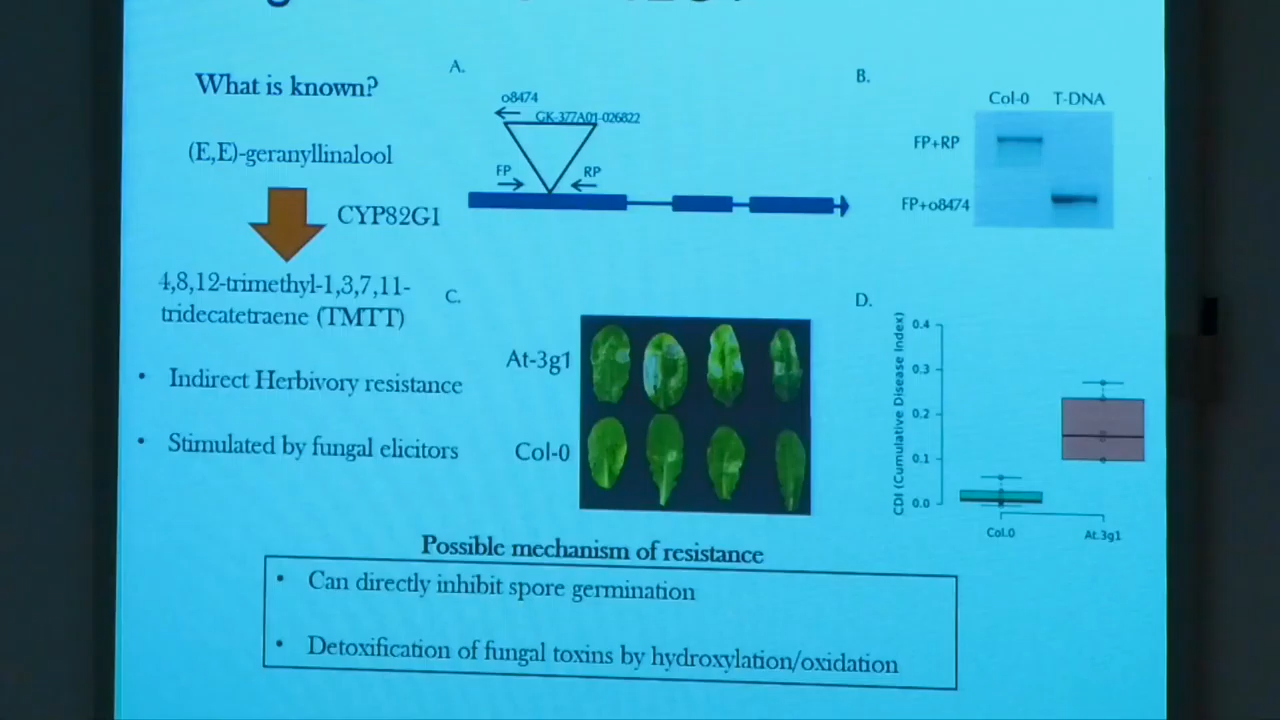 What is known?
(E,E)-geranyllinalool
CYP82G1
4,8,12-trimethyl-1,3,7,11-
tridecatetraene (TMTT)
• Indirect Herbivory resistance
• Stimulated by fungal elicitors
A.
o8474
GK-377A01-026822
FP
RP
B.
Col-0 T-DNA
FP+RP
FP+o8474
C.
At-3g1
Col-0
D.
CDI (Cumulative Disease Index)
0.4
0.3
0.2
0.1
0.0
Col.0
At.3g1
Possible mechanism of resistance
• Can directly inhibit spore germination
• Detoxification of fungal toxins by hydroxylation/oxidation